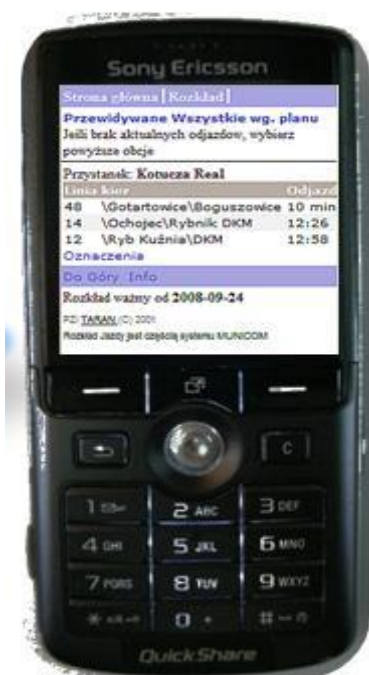 Sony Ericsson
Strona główna | Rozkład |
Przewidywane Wszystkie wg. planu
Jeśli brak aktualnych odjazdow, wybierz
powyższe obcje
Przystanek: Kotucza Real
Linia kier Odjazd
48 \Gotartowice\Boguszowice 10 min
14 \Ochojec\Rybnik DKM 12:26
12 \Ryb Kuźnia\DKM 12:58
Oznaczenia
Do Góry Info
Rozkład ważny od 2008-09-24
PZI TARAN (C) 2001
Rozkład Jazdy jest częścią systemu MUNICOM
C
1
2 ABC
3 DEF
4 GHI
5 JKL
6 MNO
7 PQRS
8 TUV
9 WXYZ
* a/A
0 +
#
QuickShare